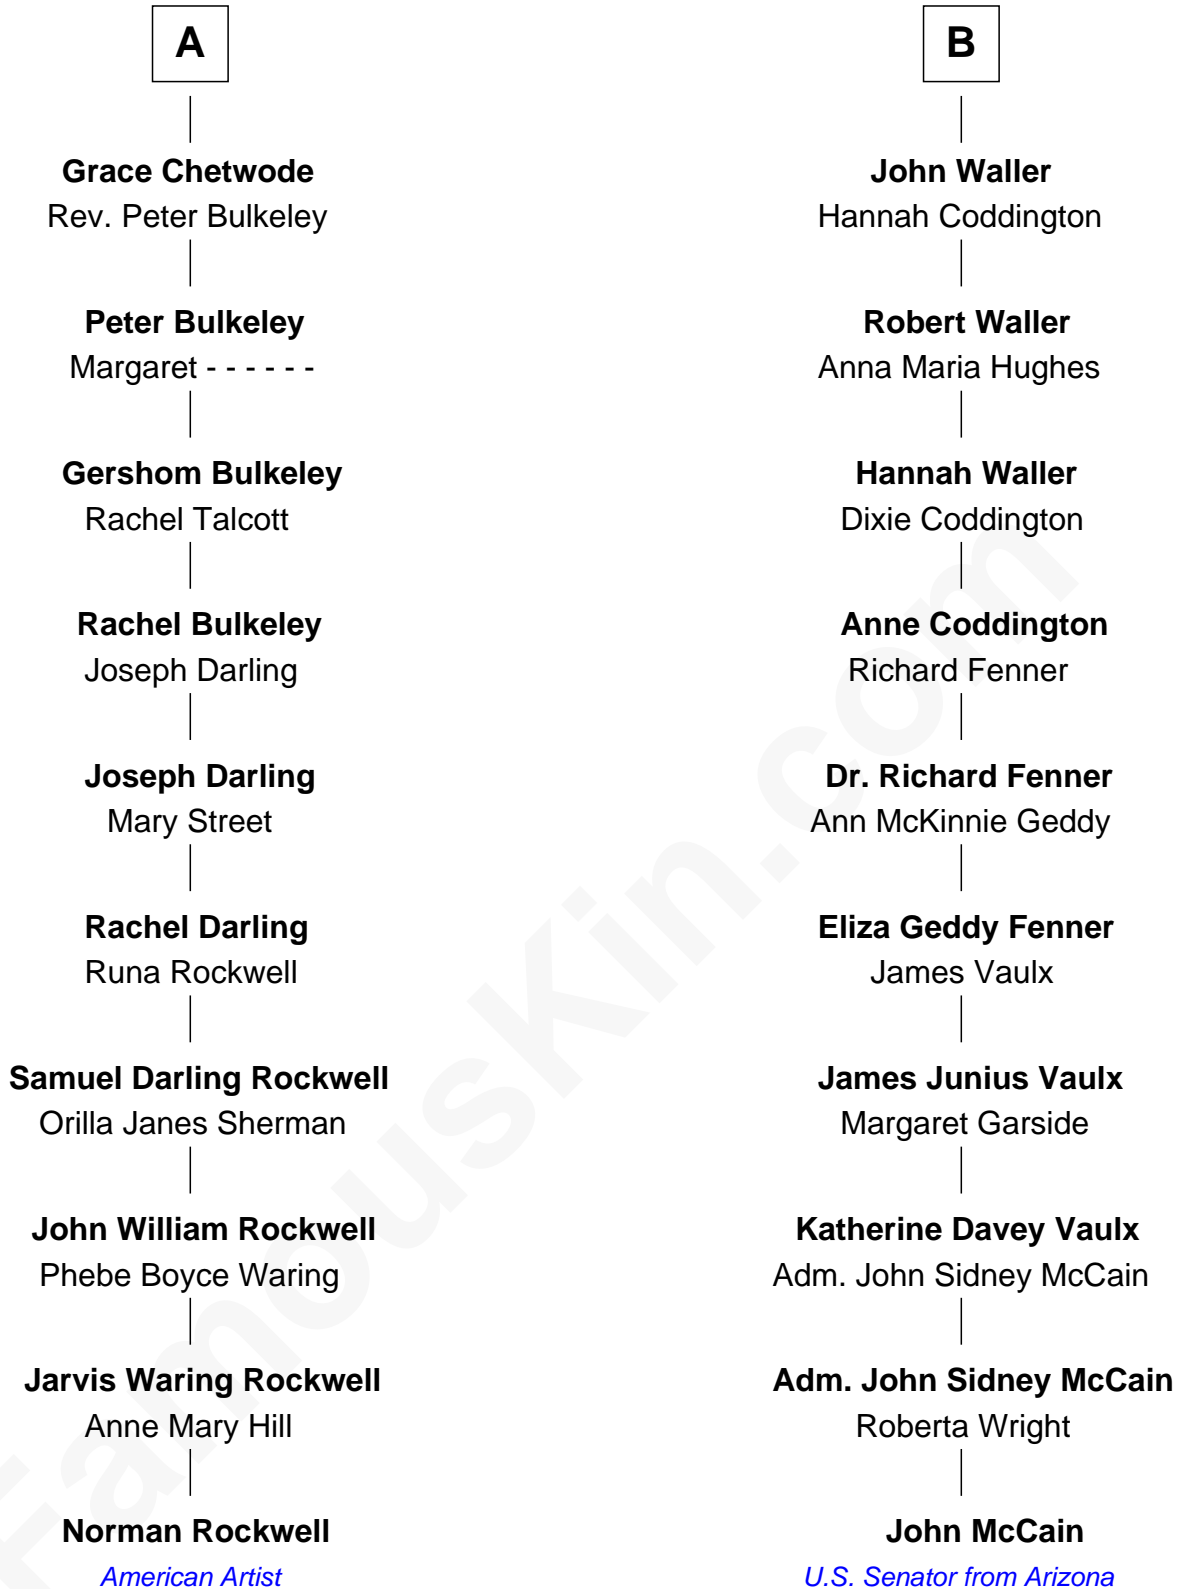 A
Grace Chetwode
Rev. Peter Bulkeley
Peter Bulkeley
Margaret - - - - - -
Gershom Bulkeley
Rachel Talcott
Rachel Bulkeley
Joseph Darling
Joseph Darling
Mary Street
Rachel Darling
Runa Rockwell
Samuel Darling Rockwell
Orilla Janes Sherman
John William Rockwell
Phebe Boyce Waring
Jarvis Waring Rockwell
Anne Mary Hill
Norman Rockwell
American Artist
B
John Waller
Hannah Coddington
Robert Waller
Anna Maria Hughes
Hannah Waller
Dixie Coddington
Anne Coddington
Richard Fenner
Dr. Richard Fenner
Ann McKinnie Geddy
Eliza Geddy Fenner
James Vaulx
James Junius Vaulx
Margaret Garside
Katherine Davey Vaulx
Adm. John Sidney McCain
Adm. John Sidney McCain
Roberta Wright
John McCain
U.S. Senator from Arizona
FamousKin.com